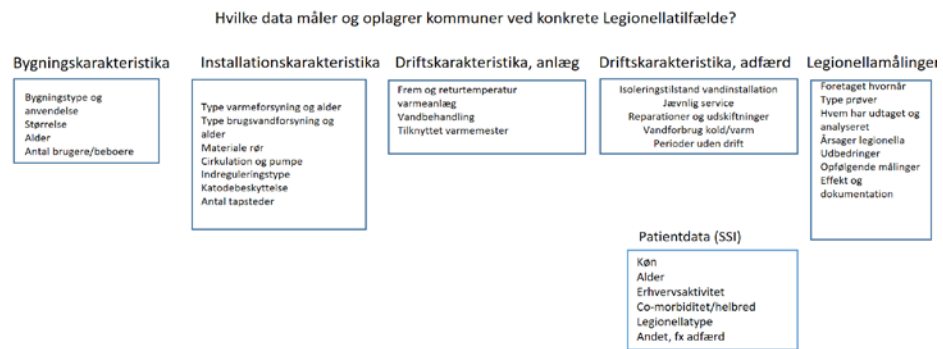 Hvilke data måler og oplagrer kommuner ved konkrete Legionellatilfælde?
Bygningskarakteristika
Bygningstype og
anvendelse
Størrelse
Alder
Antal brugere/beboere
Installationskarakteristika
Type varmeforsyning og alder
Type brugsvandforsyning og
alder
Materiale rør
Cirkulation og pumpe
Indreguleringstype
Katodebeskyttelse
Antal tapsteder
Driftskarakteristika, anlæg
Frem og returtemperatur
varmeanlæg
Vandbehandling
Tilknyttet varmemester
Driftskarakteristika, adfærd
Isoleringstilstand vandinstallation
Jævnlig service
Reparationer og udskiftninger
Vandforbrug kold/varm
Perioder uden drift
Legionellamålinger
Foretaget hvornår
Type prøver
Hvem har udtaget og
analyseret
Årsager legionella
Udbedringer
Opfølgende målinger
Effekt og
dokumentation
Patientdata (SSI)
Køn
Alder
Erhvervsaktivitet
Co-morbiditet/helbred
Legionellatype
Andet, fx adfærd